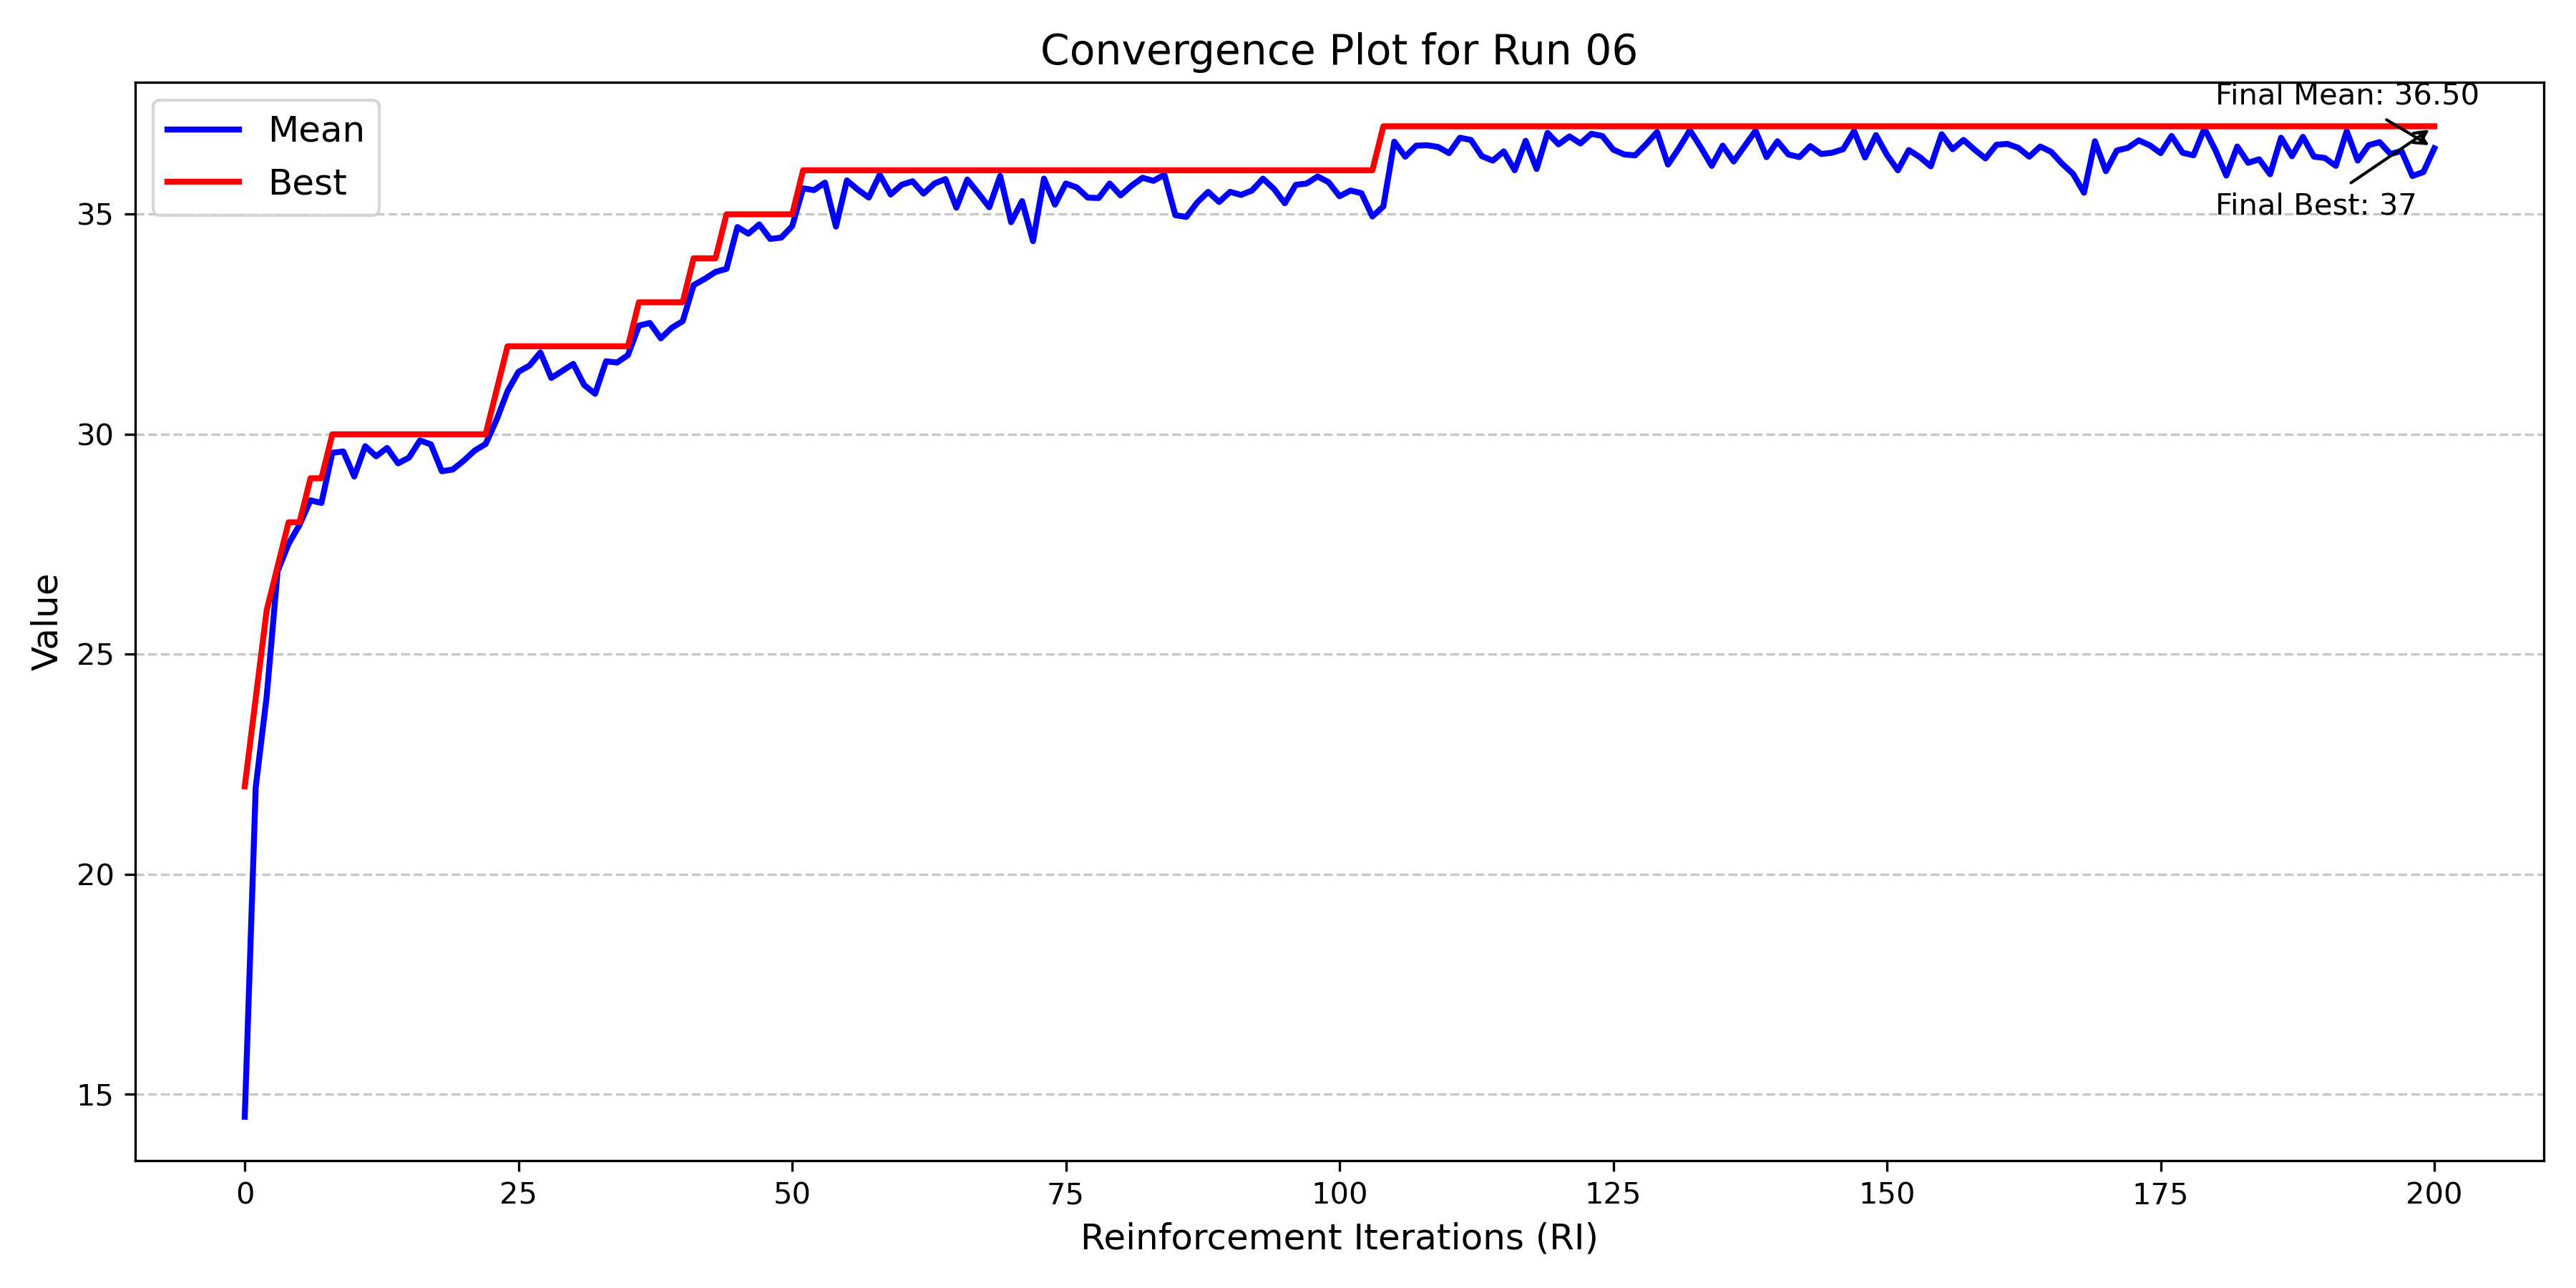 Convergence Plot for Run 06
Mean
Best
Final Mean: 36.50
Final Best: 37
Value
35
30
25
20
15
0 25 50 75 100 125 150 175 200
Reinforcement Iterations (RI)